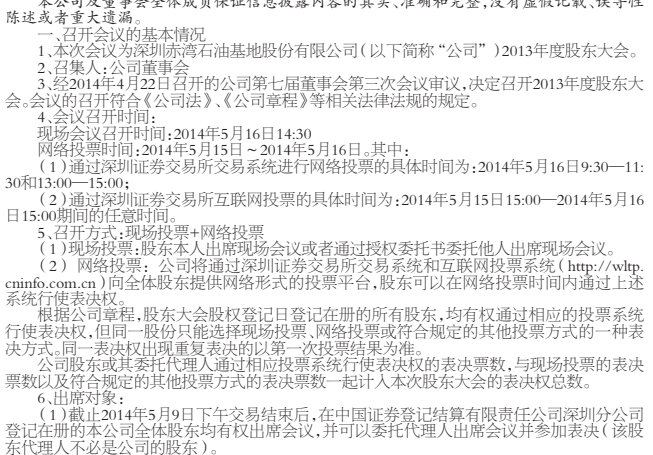 本公司及董事会全体成员保证信息披露内容的真实、准确和完整,没有虚假记载、误导性
陈述或者重大遗漏。
一、召开会议的基本情况
1、本次会议为深圳赤湾石油基地股份有限公司(以下简称“公司”)2013年度股东大会。
2、召集人:公司董事会
3、经2014年4月22日召开的公司第七届董事会第三次会议审议,决定召开2013年度股东大
会。会议的召开符合《公司法》、《公司章程》等相关法律法规的规定。
4、会议召开时间:
现场会议召开时间:2014年5月16日14:30
网络投票时间:2014年5月15日~2014年5月16日。其中:
(1)通过深圳证券交易所交易系统进行网络投票的具体时间为:2014年5月16日9:30—11:
30和13:00—15:00;
(2)通过深圳证券交易所互联网投票的具体时间为:2014年5月15日15:00—2014年5月16
日15:00期间的任意时间。
5、召开方式:现场投票+网络投票
(1)现场投票:股东本人出席现场会议或者通过授权委托书委托他人出席现场会议。
(2) 网络投票: 公司将通过深圳证券交易所交易系统和互联网投票系统(http://wltp.
cninfo.com.cn)向全体股东提供网络形式的投票平台,股东可以在网络投票时间内通过上述
系统行使表决权。
根据公司章程,股东大会股权登记日登记在册的所有股东,均有权通过相应的投票系统
行使表决权,但同一股份只能选择现场投票、网络投票或符合规定的其他投票方式的一种表
决方式。同一表决权出现重复表决的以第一次投票结果为准。
公司股东或其委托代理人通过相应投票系统行使表决权的表决票数,与现场投票的表决
票数以及符合规定的其他投票方式的表决票数一起计入本次股东大会的表决权总数。
6、出席对象:
(1)截止2014年5月9日下午交易结束后,在中国证券登记结算有限责任公司深圳分公司
登记在册的本公司全体股东均有权出席会议,并可以委托代理人出席会议并参加表决(该股
东代理人不必是公司的股东)。